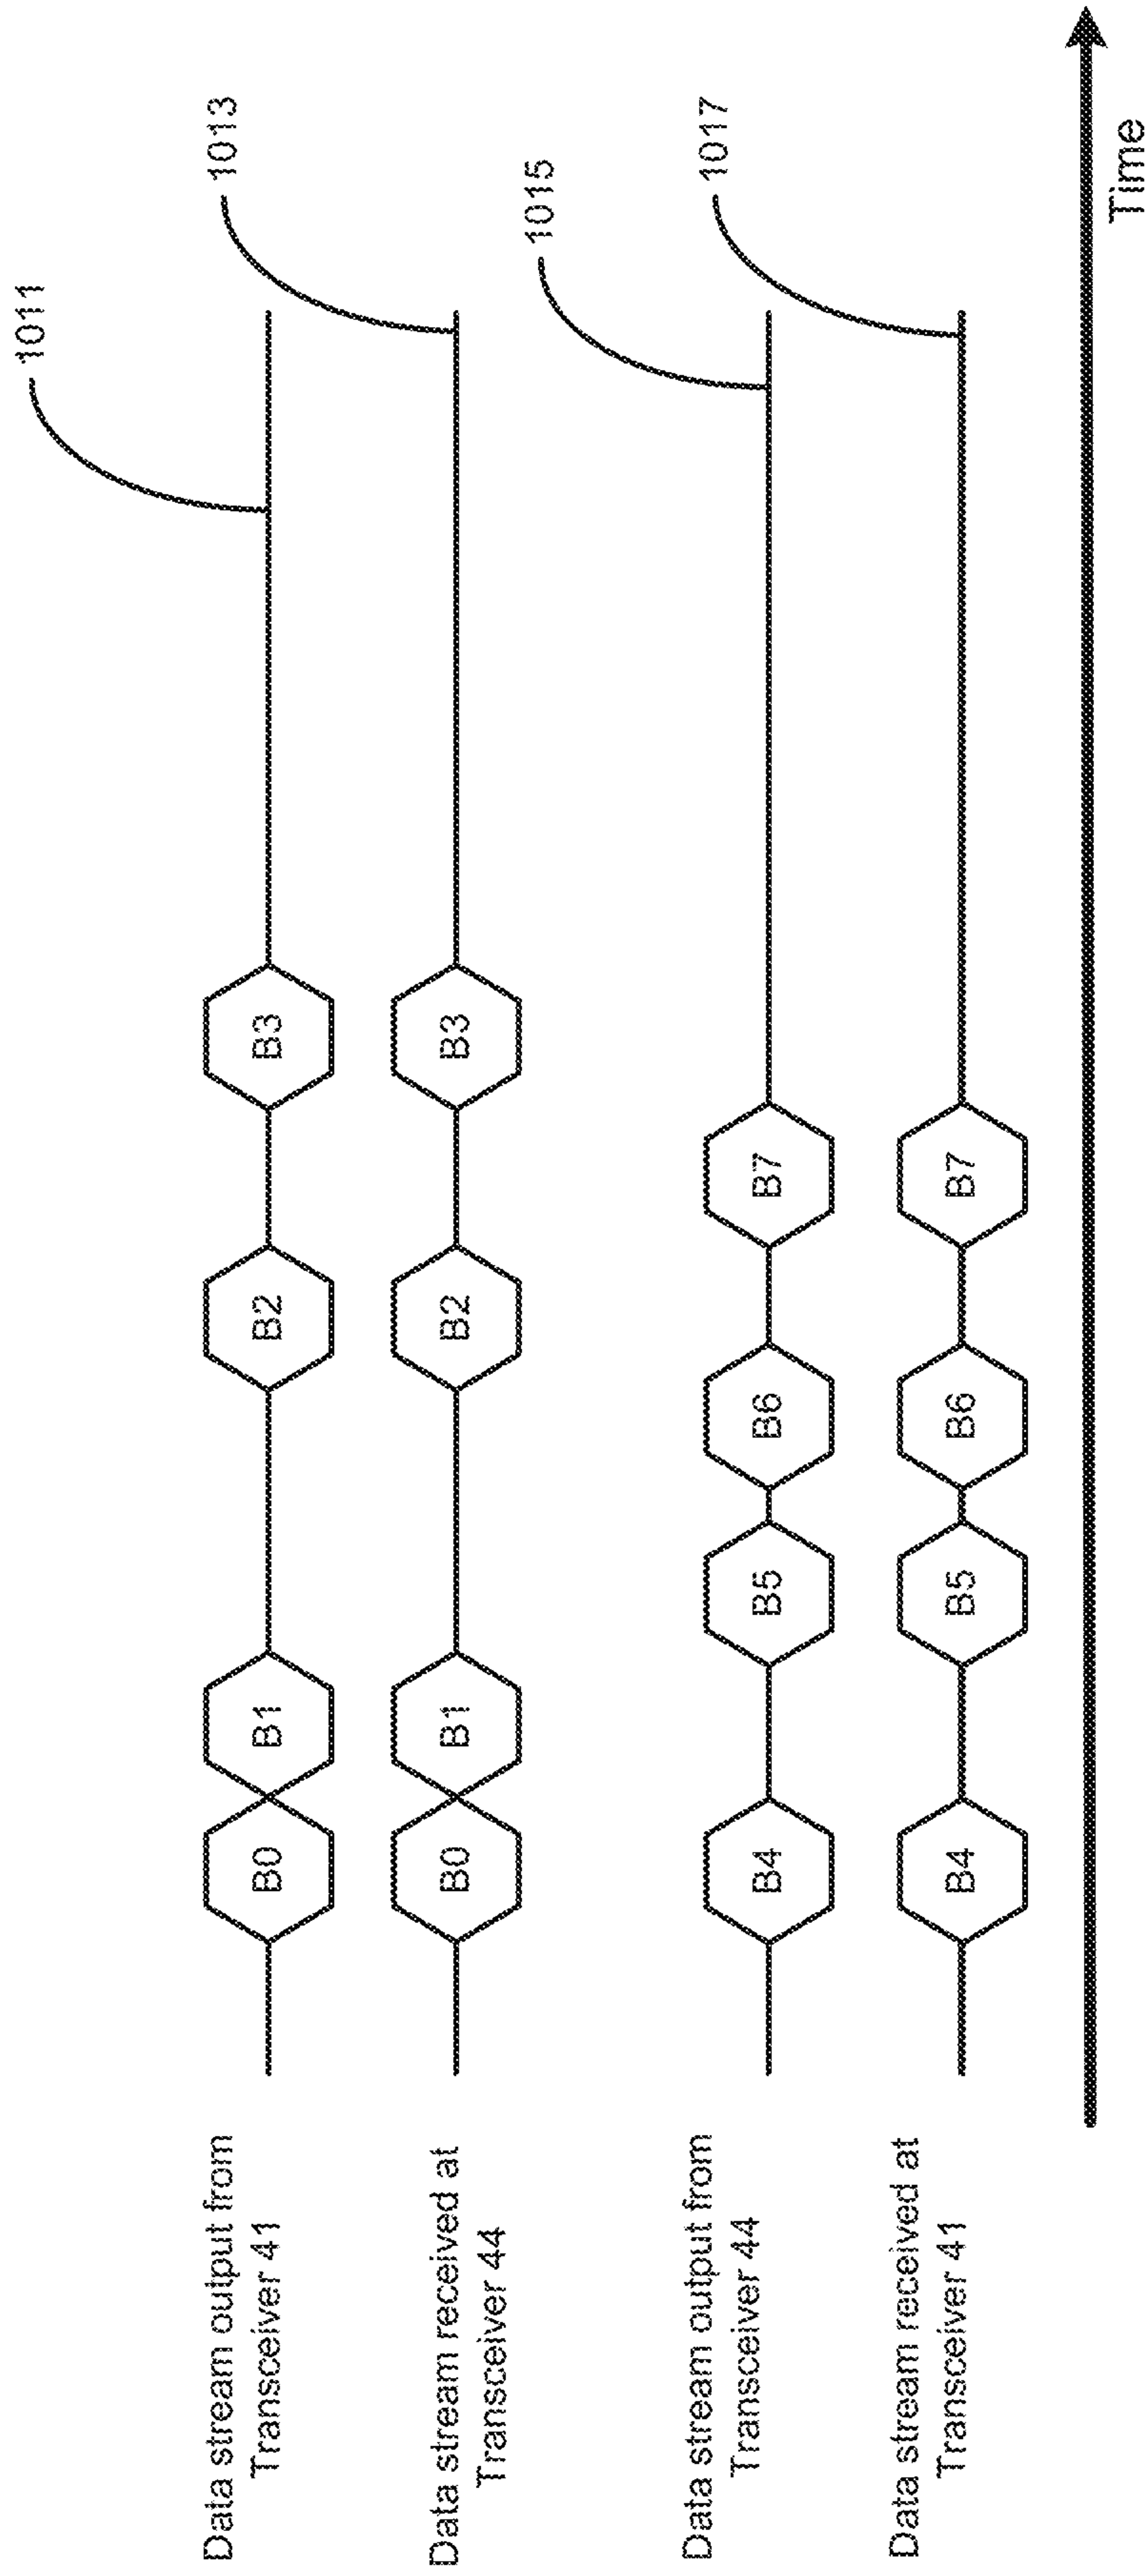 1011
1013
Data stream output from
Transceiver 41
B0
B1
B2
B3
Data stream received at
Transceiver 44
B0
B1
B2
B3
1015
1017
Data stream output from
Transceiver 44
B4
B5
B6
B7
Data stream received at
Transceiver 41
B4
B5
B6
B7
Time